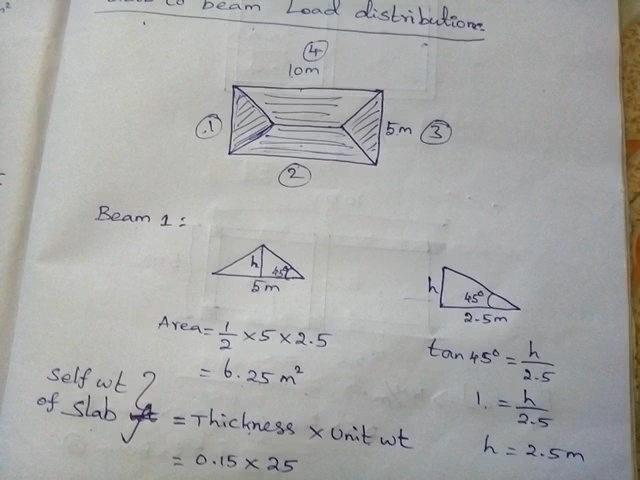 to beam Load distribution
4
10m
1
5m 3
2
Beam 1:
h 45°
5m
h
45°
2.5m
Area = 1/2 × 5 × 2.5
= 6.25 m²
tan 45° = h/2.5
1. = h/2.5
h = 2.5m
Self wt
of Slab = Thickness × Unit wt
= 0.15 × 25